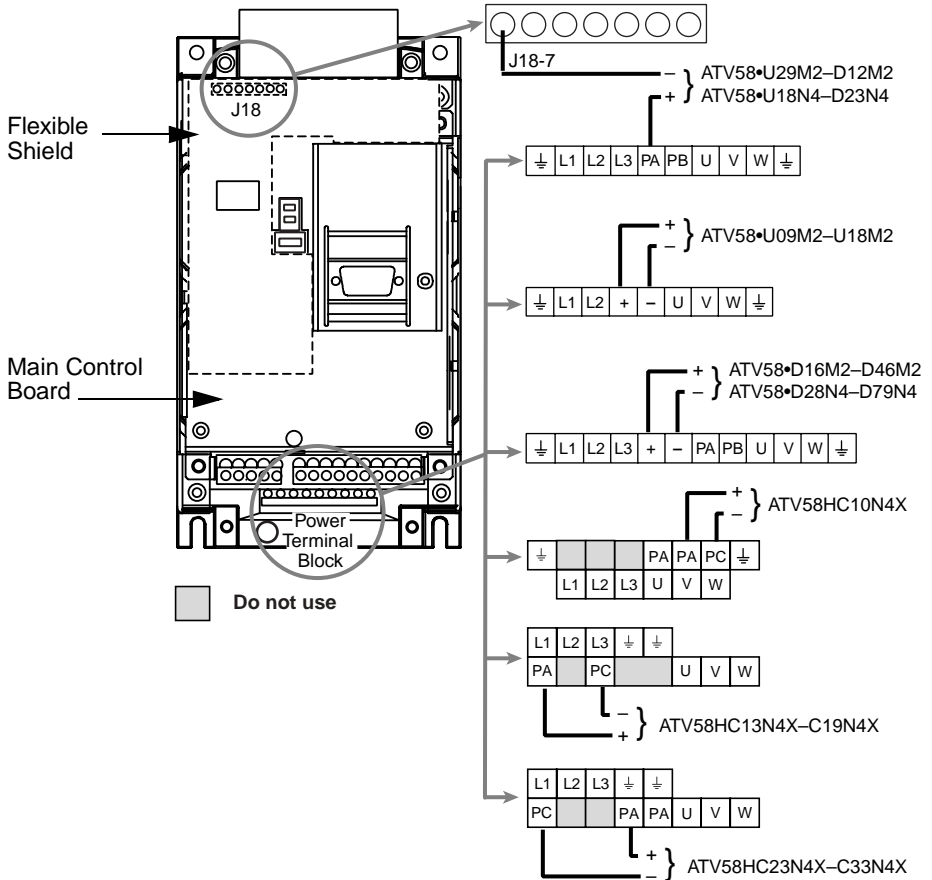 J18-7
–
ATV58•U29M2–D12M2
+
ATV58•U18N4–D23N4
J18
Flexible
Shield
L1 L2 L3 PA PB U V W
+
–
ATV58•U09M2–U18M2
L1 L2 + – U V W
Main Control
Board
+
ATV58•D16M2–D46M2
–
ATV58•D28N4–D79N4
L1 L2 L3 + – PA PB U V W
Power
Terminal
Block
+
–
ATV58HC10N4X
PA PA PC
L1 L2 L3 U V W
Do not use
L1 L2 L3
PA PC U V W
–
+
ATV58HC13N4X–C19N4X
L1 L2 L3
PC PA PA U V W
+
–
ATV58HC23N4X–C33N4X